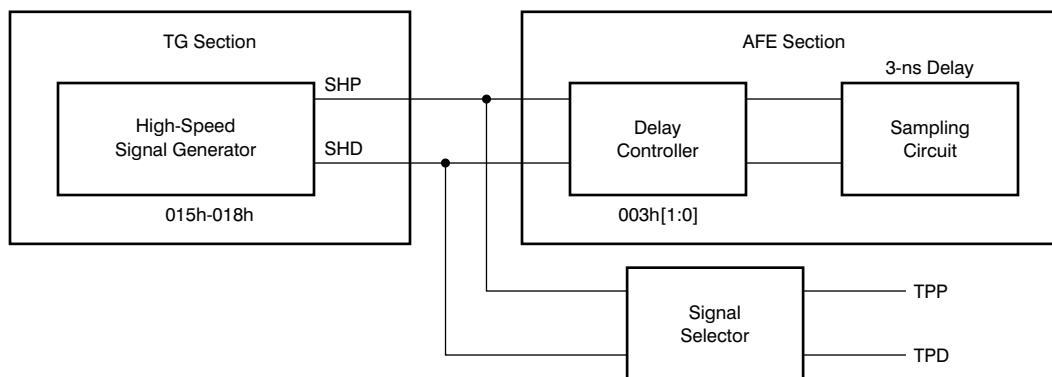 TG Section
AFE Section
SHP
3-ns Delay
High-Speed
Signal Generator
Delay
Controller
Sampling
Circuit
SHD
015h-018h
003h[1:0]
Signal
Selector
TPP
TPD